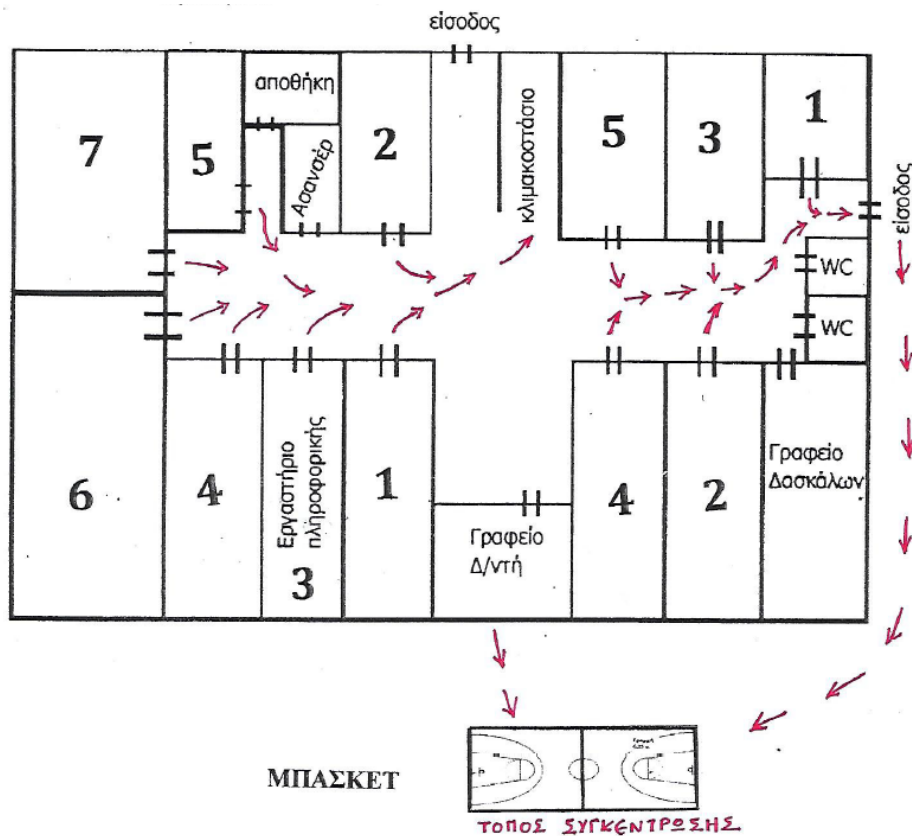 είσοδος
αποθήκη
7
5
Ασανσέρ
2
κλιμακοστάσιο
5
3
1
είσοδος
WC
WC
6
4
Εργαστήριο
πληροφορικής
3
1
Γραφείο
Δ/ντή
4
2
Γραφείο
Δασκάλων
ΜΠΑΣΚΕΤ
ΤΟΠΟΣ ΣΥΓΚΕΝΤΡΩΣΗΣ